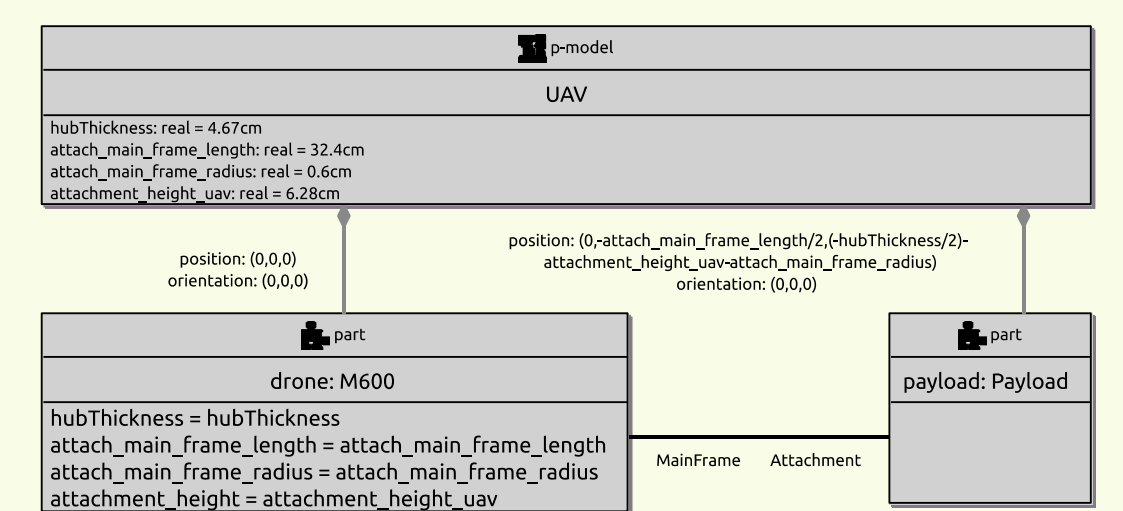 p-model
UAV
hubThickness: real = 4.67cm
attach_main_frame_length: real = 32.4cm
attach_main_frame_radius: real = 0.6cm
attachment_height_uav: real = 6.28cm
position: (0,0,0)
orientation: (0,0,0)
position: (0,-attach_main_frame_length/2,(-hubThickness/2)-
attachment_height_uav-attach_main_frame_radius)
orientation: (0,0,0)
part
drone: M600
hubThickness = hubThickness
attach_main_frame_length = attach_main_frame_length
attach_main_frame_radius = attach_main_frame_radius
attachment_height = attachment_height_uav
MainFrame
Attachment
part
payload: Payload